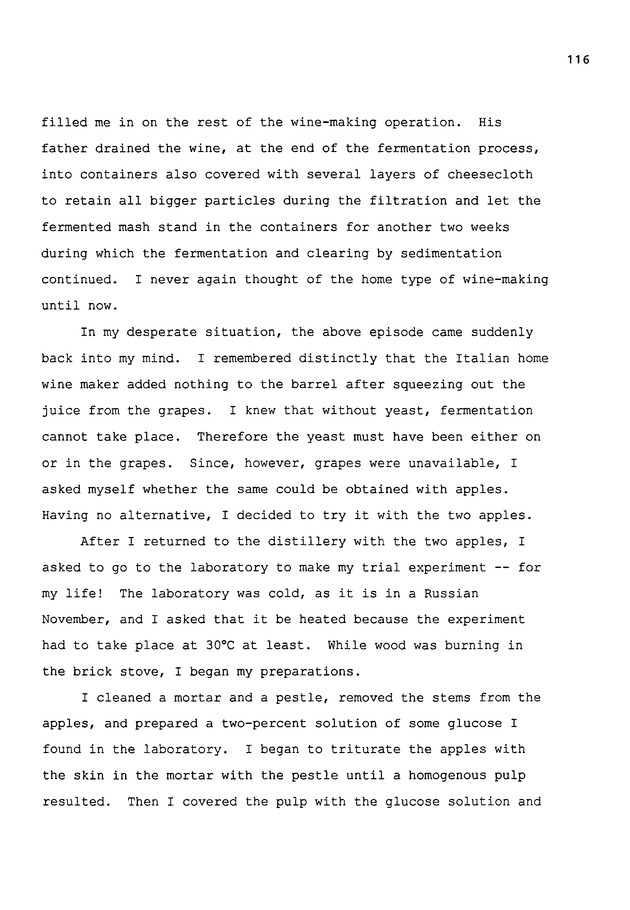 116
filled me in on the rest of the wine-making operation. His
father drained the wine, at the end of the fermentation process,
into containers also covered with several layers of cheesecloth
to retain all bigger particles during the filtration and let the
fermented mash stand in the containers for another two weeks
during which the fermentation and clearing by sedimentation
continued. I never again thought of the home type of wine-making
until now.
In my desperate situation, the above episode came suddenly
back into my mind. I remembered distinctly that the Italian home
wine maker added nothing to the barrel after squeezing out the
juice from the grapes. I knew that without yeast, fermentation
cannot take place. Therefore the yeast must have been either on
or in the grapes. Since, however, grapes were unavailable, I
asked myself whether the same could be obtained with apples.
Having no alternative, I decided to try it with the two apples.
After I returned to the distillery with the two apples, I
asked to go to the laboratory to make my trial experiment -- for
my life! The laboratory was cold, as it is in a Russian
November, and I asked that it be heated because the experiment
had to take place at 30°C at least. While wood was burning in
the brick stove, I began my preparations.
I cleaned a mortar and a pestle, removed the stems from the
apples, and prepared a two-percent solution of some glucose I
found in the laboratory. I began to triturate the apples with
the skin in the mortar with the pestle until a homogenous pulp
resulted. Then I covered the pulp with the glucose solution and